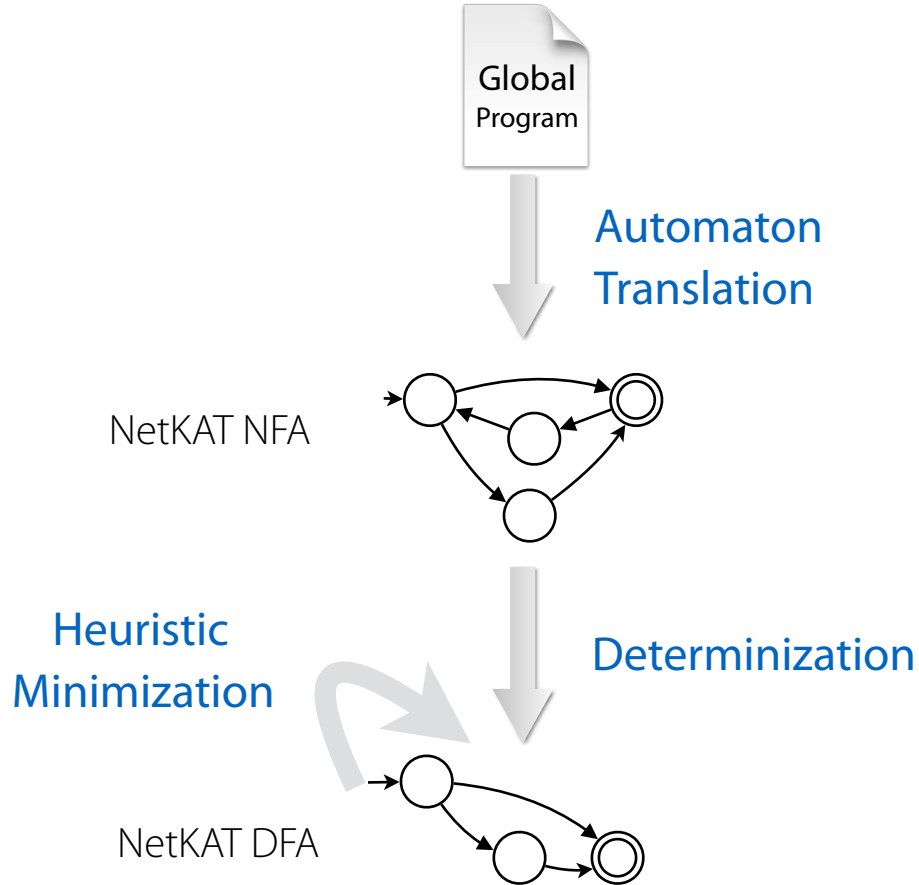 Global
Program
Automaton
Translation
NetKAT NFA
Heuristic
Minimization
Determinization
NetKAT DFA